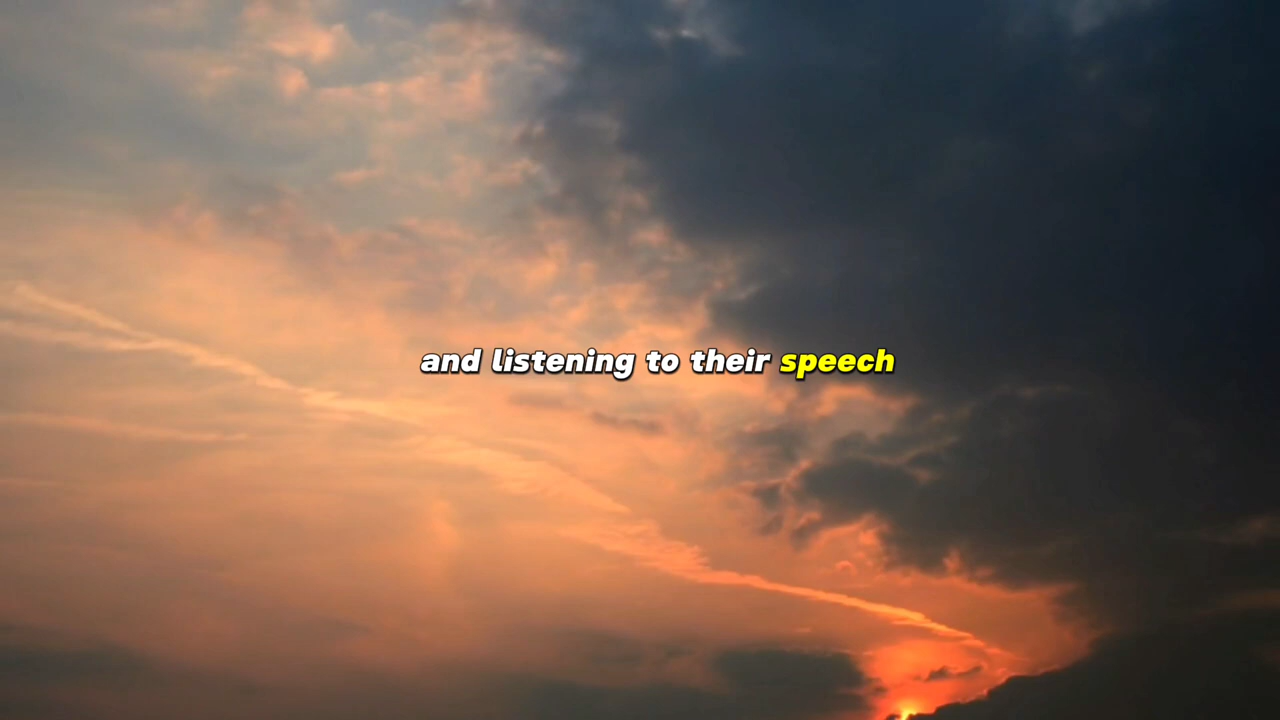 and listening to their speech